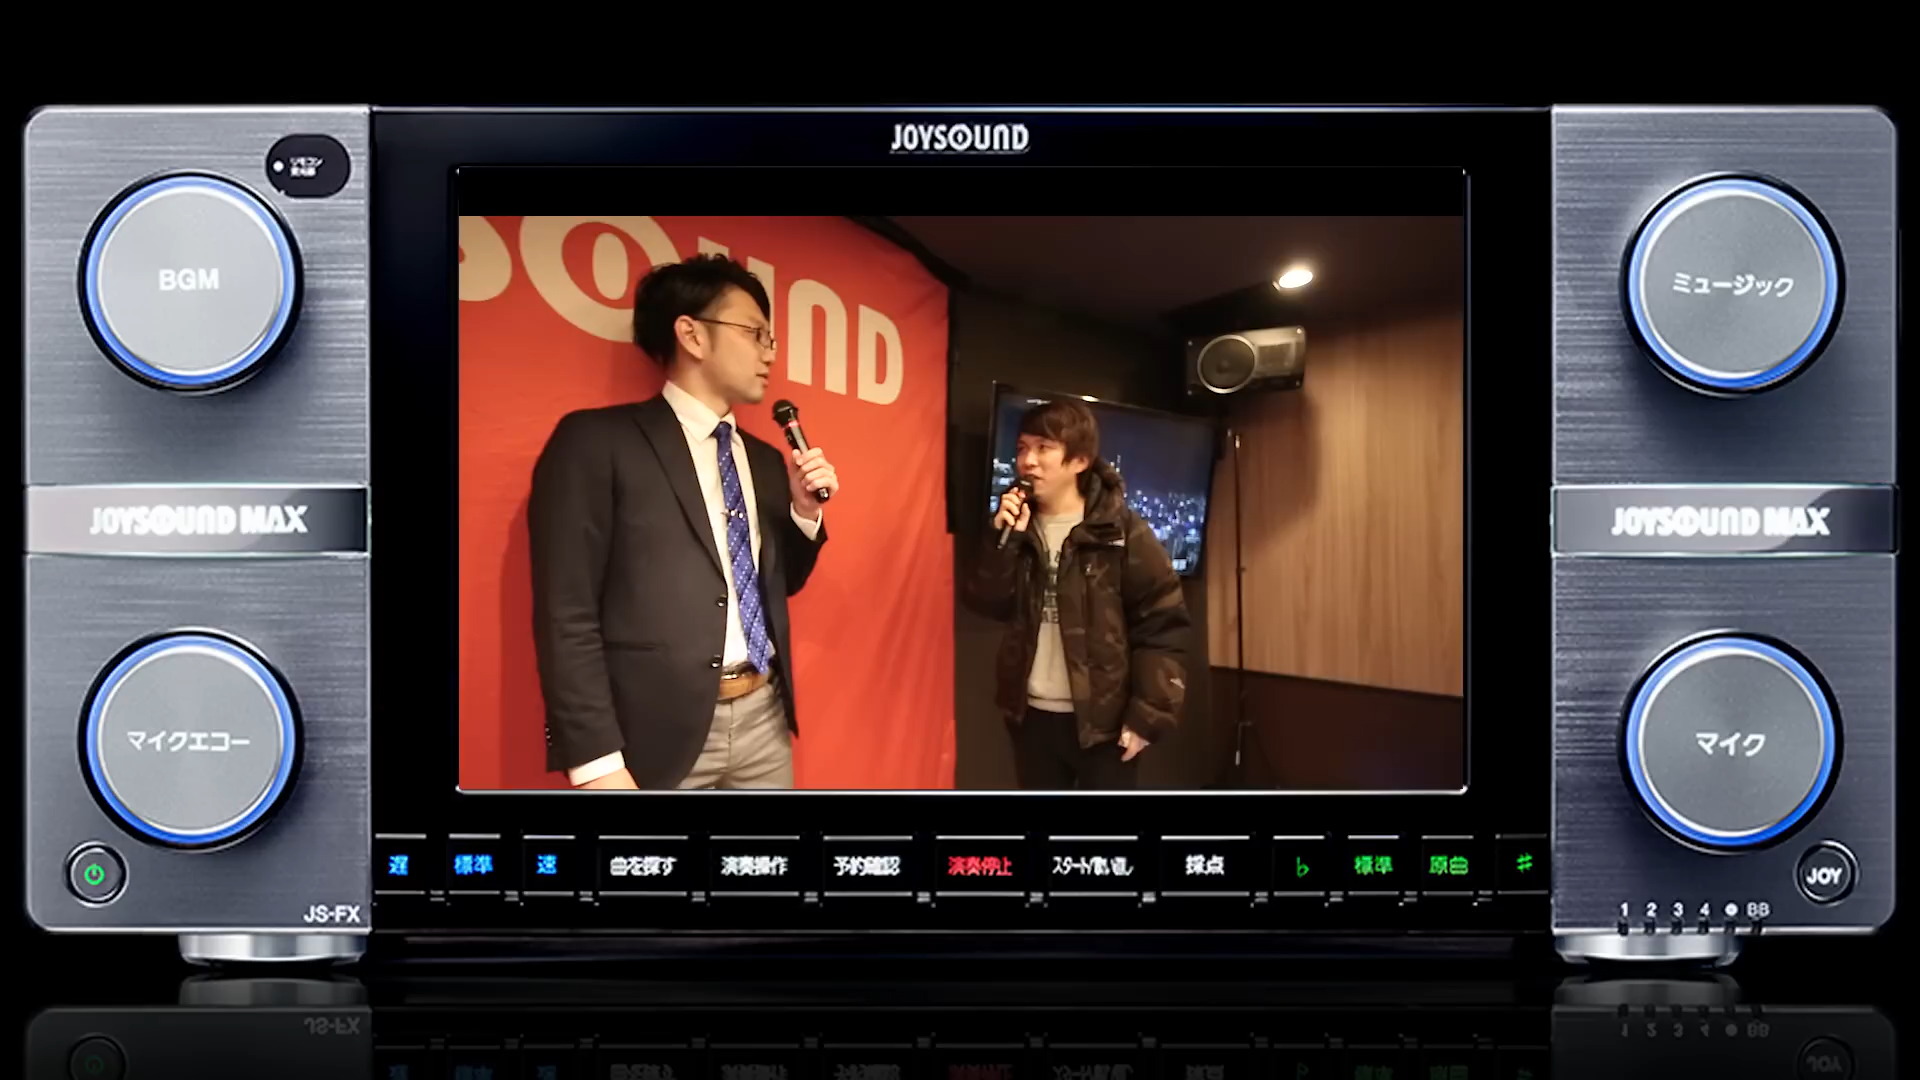 JOYSOUND
リモコン
受光部
BGM
ミュージック
SOUND
JOYSOUND MAX
JOYSOUND MAX
マイクエコー
マイク
遅
標準
速
曲を探す
演奏操作
予約確認
演奏停止
スタート/歌い直し
採点
♭
標準
原曲
♯
JOY
JS-FX
1 2 3 4 BB